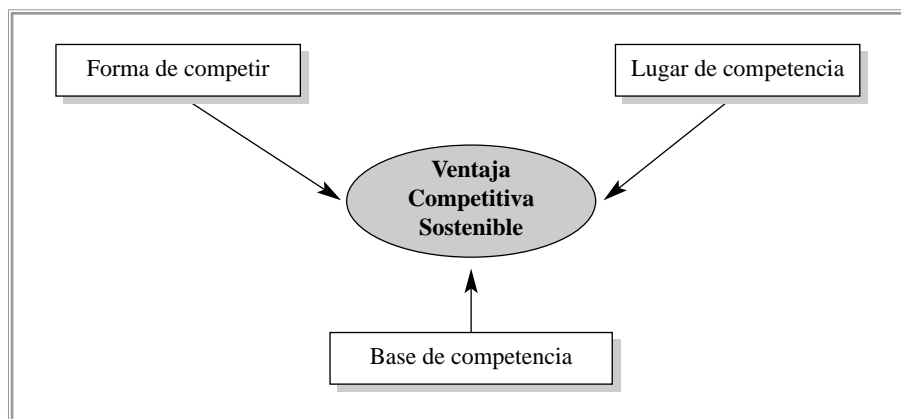 Forma de competir
Lugar de competencia
Ventaja
Competitiva
Sostenible
Base de competencia